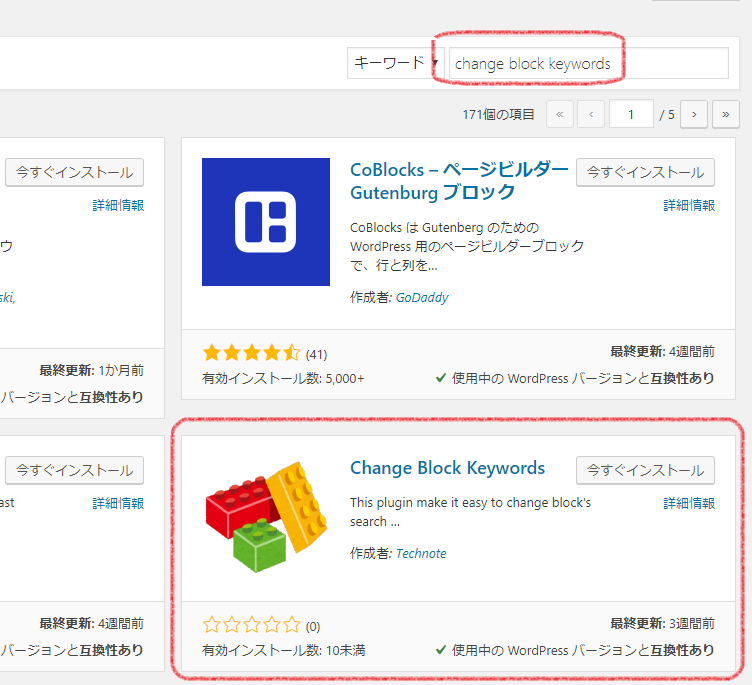 キーワード change block keywords
171個の項目 « ‹ 1 / 5 › »
今すぐインストール
詳細情報
ウ
ski,
最終更新: 1か月前
バージョンと互換性あり
CoBlocks – ページビルダー
Gutenburg ブロック
今すぐインストール
詳細情報
CoBlocks は Gutenberg のための
WordPress 用のページビルダーブロック
で、行と列を...
作成者: GoDaddy
(41)
最終更新: 4週間前
有効インストール数: 5,000+
使用中の WordPress バージョンと互換性あり
今すぐインストール
ast
詳細情報
最終更新: 4週間前
バージョンと互換性あり
Change Block Keywords
今すぐインストール
詳細情報
This plugin make it easy to change block's
search ...
作成者: Technote
(0)
最終更新: 3週間前
有効インストール数: 10未満
使用中の WordPress バージョンと互換性あり